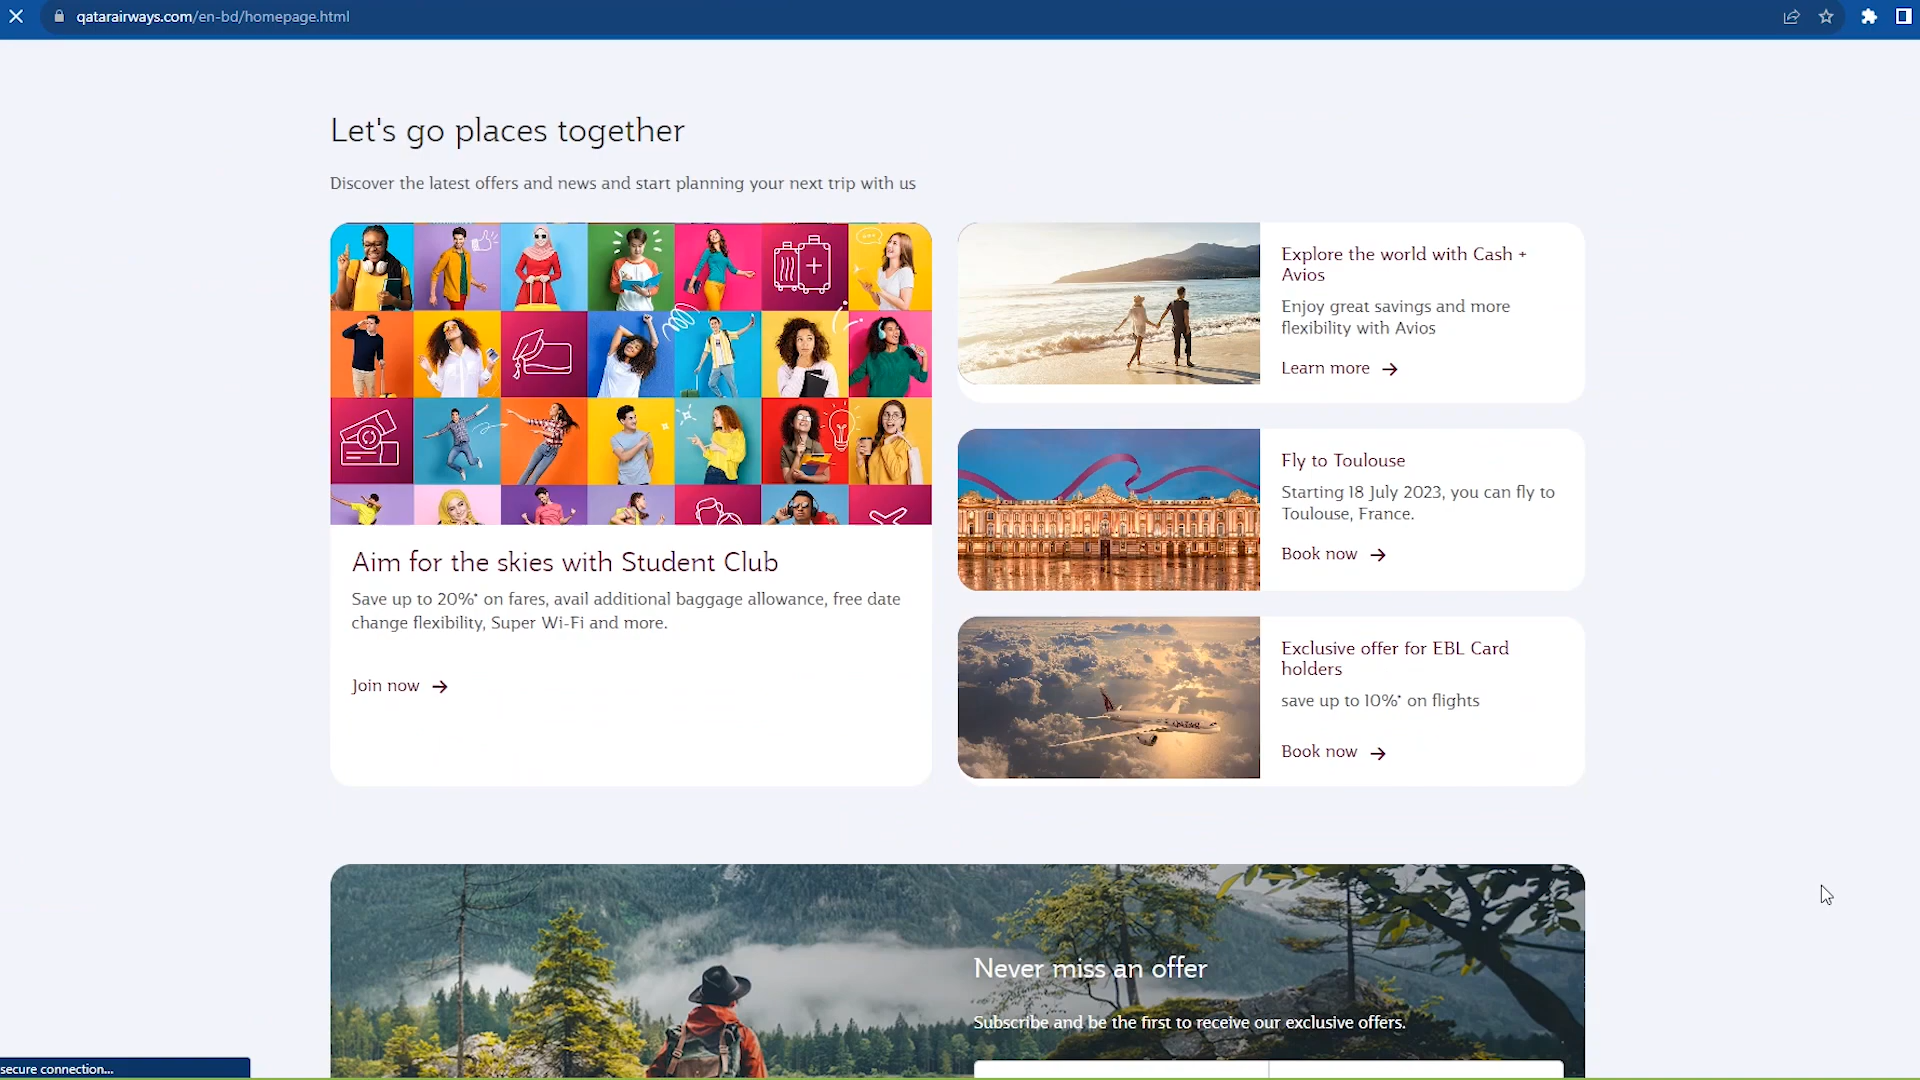 qatarairways.com/en-bd/homepage.html
Let's go places together
Discover the latest offers and news and start planning your next trip with us
Aim for the skies with Student Club
Save up to 20%* on fares, avail additional baggage allowance, free date
change flexibility, Super Wi-Fi and more.
Join now
Explore the world with Cash +
Avios
Enjoy great savings and more
flexibility with Avios
Learn more
Fly to Toulouse
Starting 18 July 2023, you can fly to
Toulouse, France.
Book now
QATAR
Exclusive offer for EBL Card
holders
save up to 10%* on flights
Book now
Never miss an offer
Subscribe and be the first to receive our exclusive offers.
secure connection...